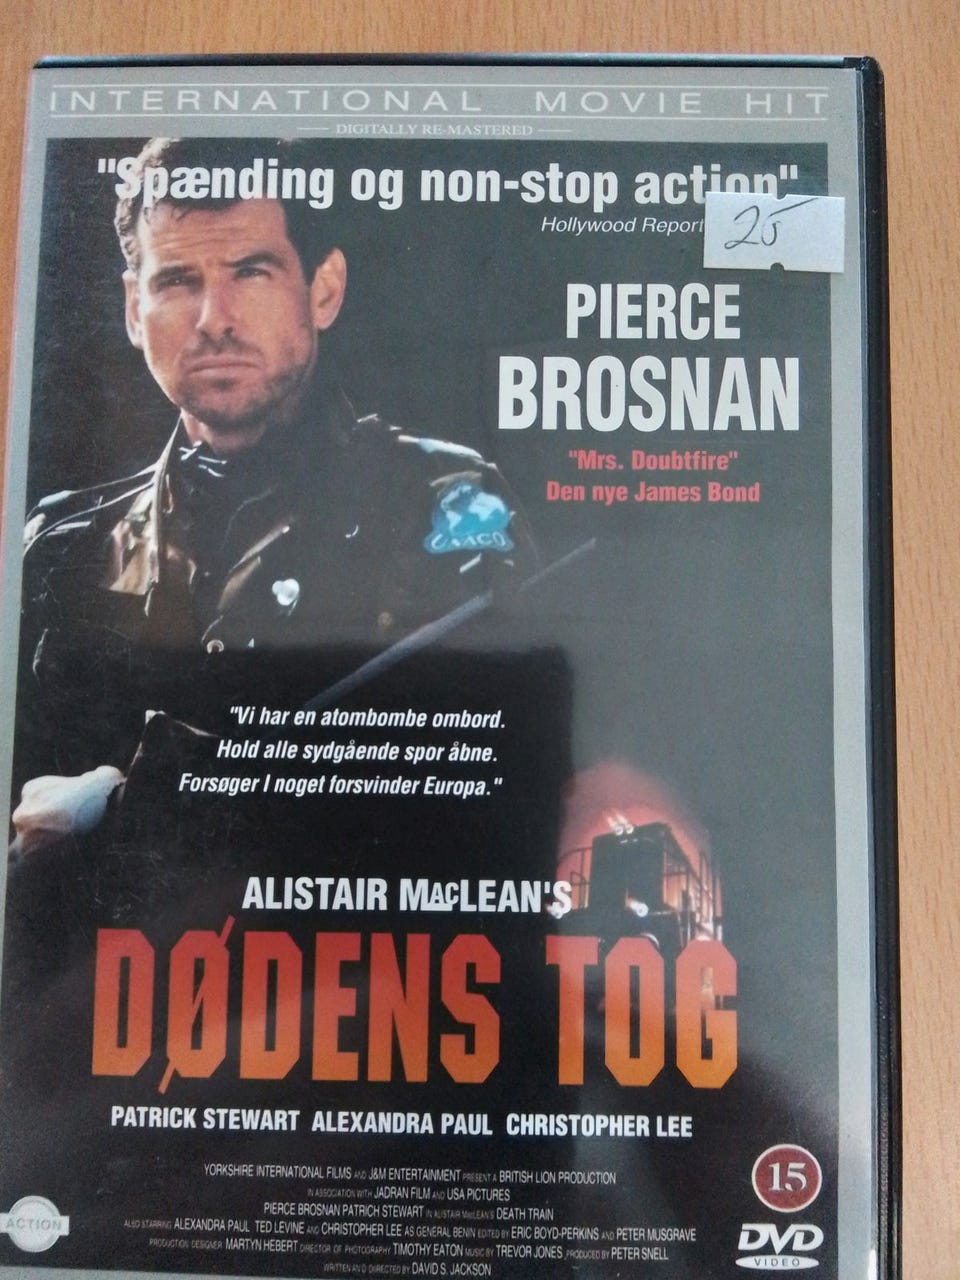 INTERNATIONAL MOVIE HIT
DIGITALLY RE-MASTERED
"Spænding og non-stop action"
Hollywood Report
25
PIERCE
BROSNAN
"Mrs. Doubtfire"
Den nye James Bond
UNACO
"Vi har en atombombe ombord.
Hold alle sydgående spor åbne.
Forsøger I noget forsvinder Europa."
ALISTAIR MacLEAN'S
DØDENS TOG
PATRICK STEWART ALEXANDRA PAUL CHRISTOPHER LEE
YORKSHIRE INTERNATIONAL FILMS AND J&M ENTERTAINMENT PRESENT A BRITISH LION PRODUCTION
IN ASSOCIATION WITH JADRAN FILM AND USA PICTURES
PIERCE BROSNAN PATRICH STEWART IN ALISTAIR MacLEAN'S DEATH TRAIN
ALSO STARRING ALEXANDRA PAUL TED LEVINE AND CHRISTOPHER LEE AS GENERAL BENIN EDITED BY ERIC BOYD-PERKINS AND PETER MUSGRAVE
PRODUCTION DESIGNER MARTYN HEBERT DIRECTOR OF PHOTOGRAPHY TIMOTHY EATON MUSIC BY TREVOR JONES PRODUCED BY PETER SNELL
WRITTEN AND DIRECTED BY DAVID S. JACKSON
ACTION
15
DVD
VIDEO